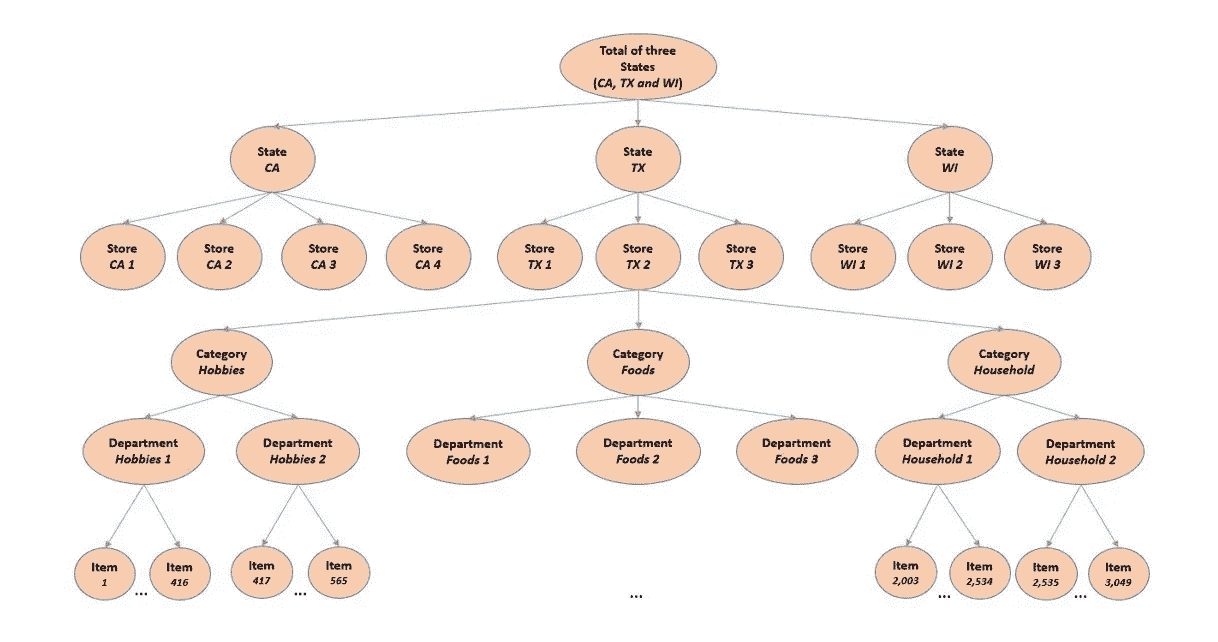 Total of three
States
(CA, TX and WI)
State
CA
State
TX
State
WI
Store
CA 1
Store
CA 2
Store
CA 3
Store
CA 4
Store
TX 1
Store
TX 2
Store
TX 3
Store
WI 1
Store
WI 2
Store
WI 3
Category
Hobbies
Category
Foods
Category
Household
Department
Hobbies 1
Department
Hobbies 2
Department
Foods 1
Department
Foods 2
Department
Foods 3
Department
Household 1
Department
Household 2
Item
1
...
Item
416
Item
417
...
Item
565
...
Item
2,003
...
Item
2,534
Item
2,535
...
Item
3,049